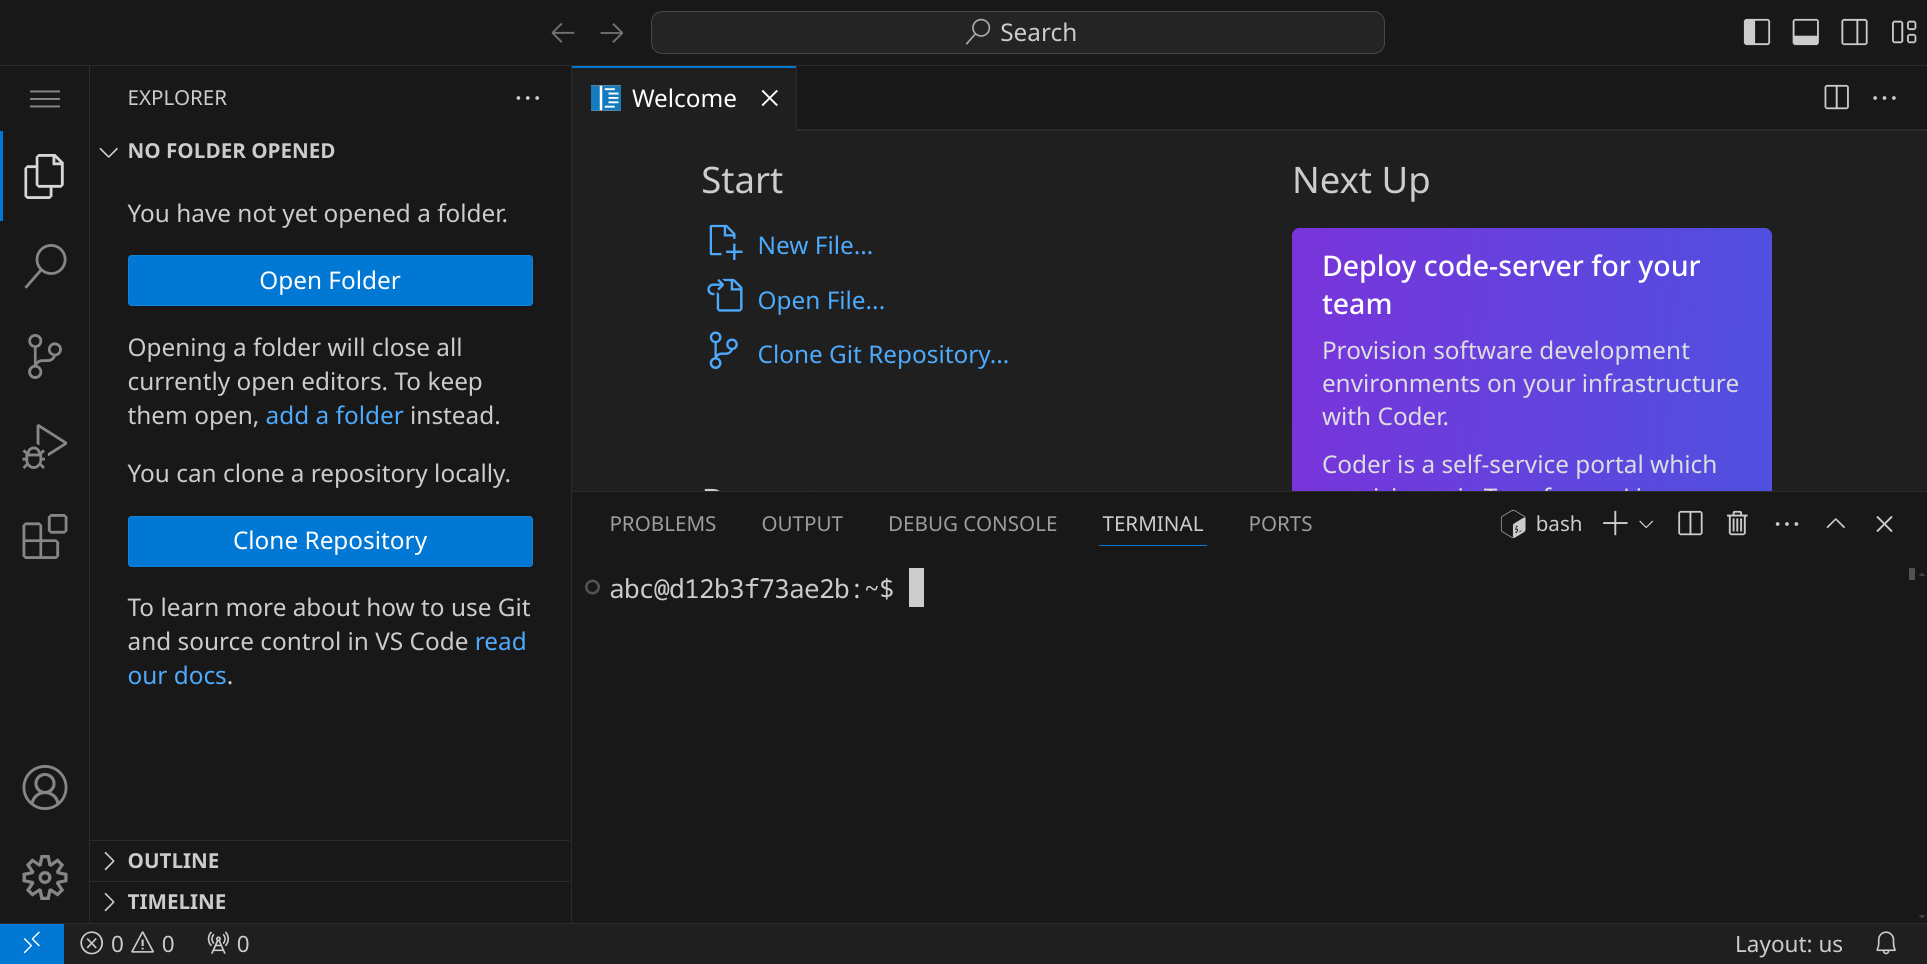 Search
EXPLORER
NO FOLDER OPENED
You have not yet opened a folder.
Open Folder
Opening a folder will close all
currently open editors. To keep
them open, add a folder instead.
You can clone a repository locally.
Clone Repository
To learn more about how to use Git
and source control in VS Code read
our docs.
OUTLINE
TIMELINE
Welcome
Start
New File...
Open File...
Clone Git Repository...
Next Up
Deploy code-server for your
team
Provision software development
environments on your infrastructure
with Coder.
Coder is a self-service portal which
PROBLEMS OUTPUT DEBUG CONSOLE TERMINAL PORTS
bash
abc@d12b3f73ae2b:~$
0 0 0
Layout: us